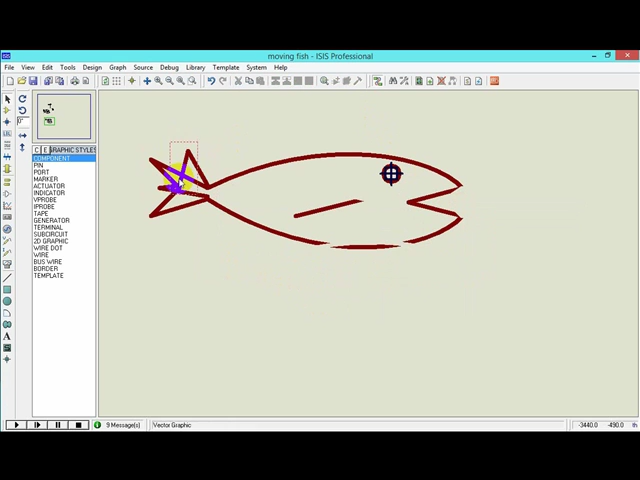 moving fish - ISIS Professional
File View Edit Tools Design Graph Source Debug Library Template System Help
C E GRAPHIC STYLES
COMPONENT
PIN
PORT
MARKER
ACTUATOR
INDICATOR
VPROBE
IPROBE
TAPE
GENERATOR
TERMINAL
SUBCIRCUIT
2D GRAPHIC
WIRE DOT
WIRE
BUS WIRE
BORDER
TEMPLATE
9 Message(s) Vector Graphic -3440.0 -490.0 th